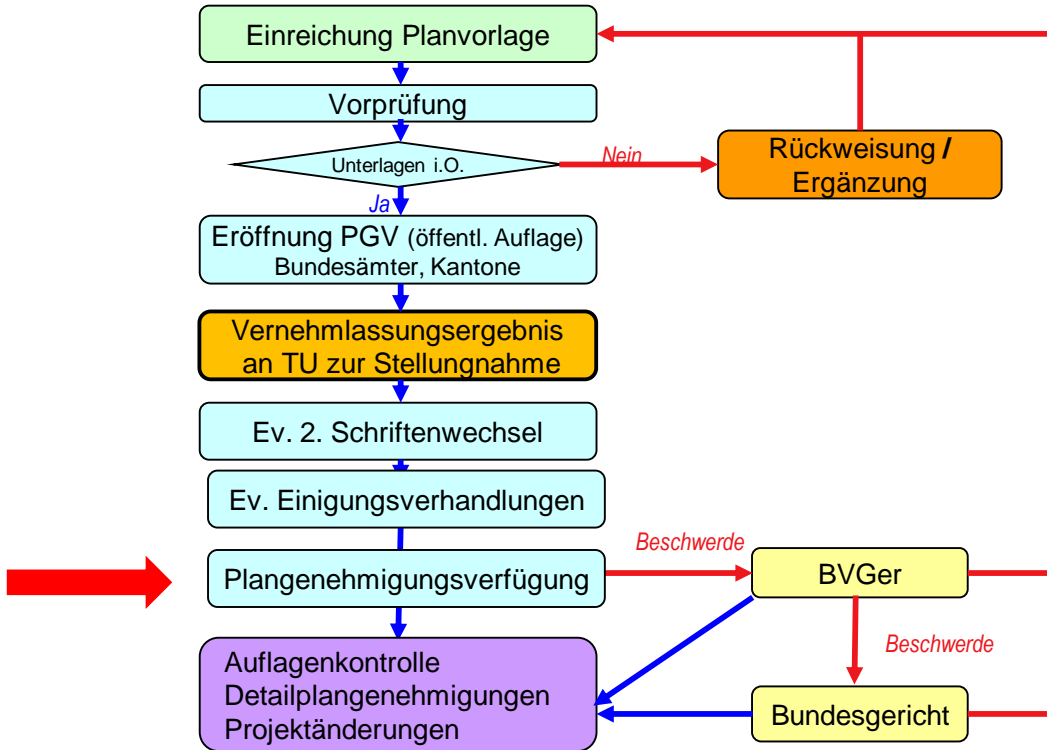 Einreichung Planvorlage
Vorprüfung
Unterlagen i.O.
Nein
Rückweisung /
Ergänzung
Ja
Eröffnung PGV (öffentl. Auflage)
Bundesämter, Kantone
Vernehmlassungsergebnis
an TU zur Stellungnahme
Ev. 2. Schriftenwechsel
Ev. Einigungsverhandlungen
Plangenehmigungsverfügung
Beschwerde
BVGer
Beschwerde
Auflagenkontrolle
Detailplangenehmigungen
Projektänderungen
Bundesgericht